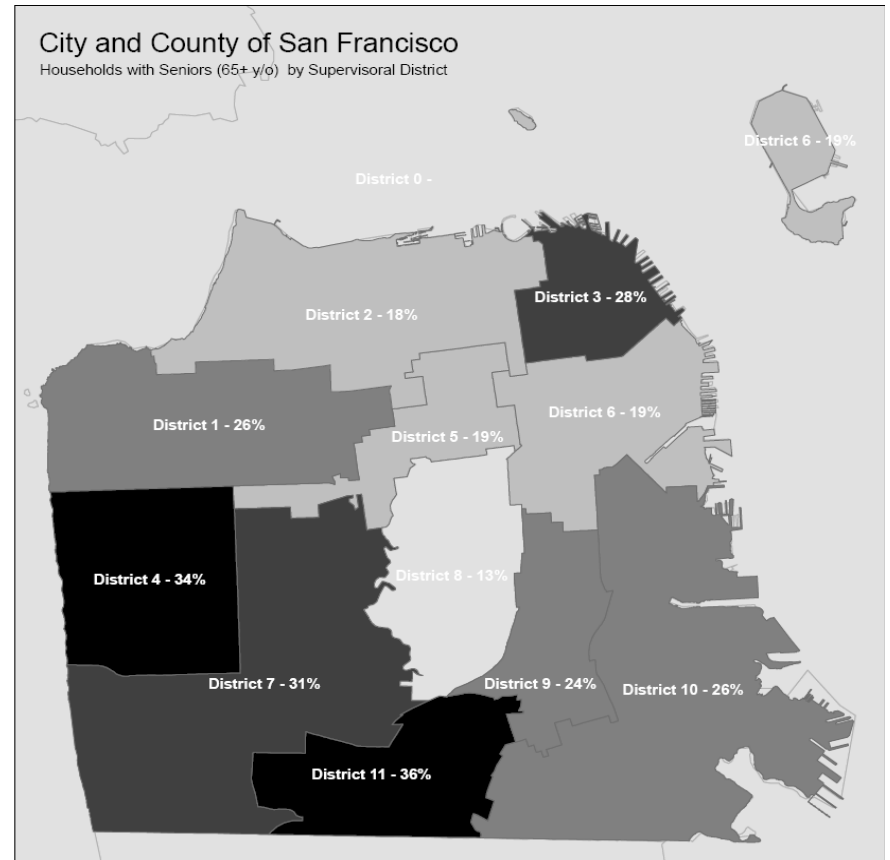 City and County of San Francisco
Households with Seniors (65+ y/o) by Supervisoral District
District 6 - 19%
District 0 -
District 3 - 28%
District 2 - 18%
District 6 - 19%
District 1 - 26%
District 5 - 19%
District 8 - 13%
District 4 - 34%
District 7 - 31%
District 9 - 24%
District 10 - 26%
District 11 - 36%